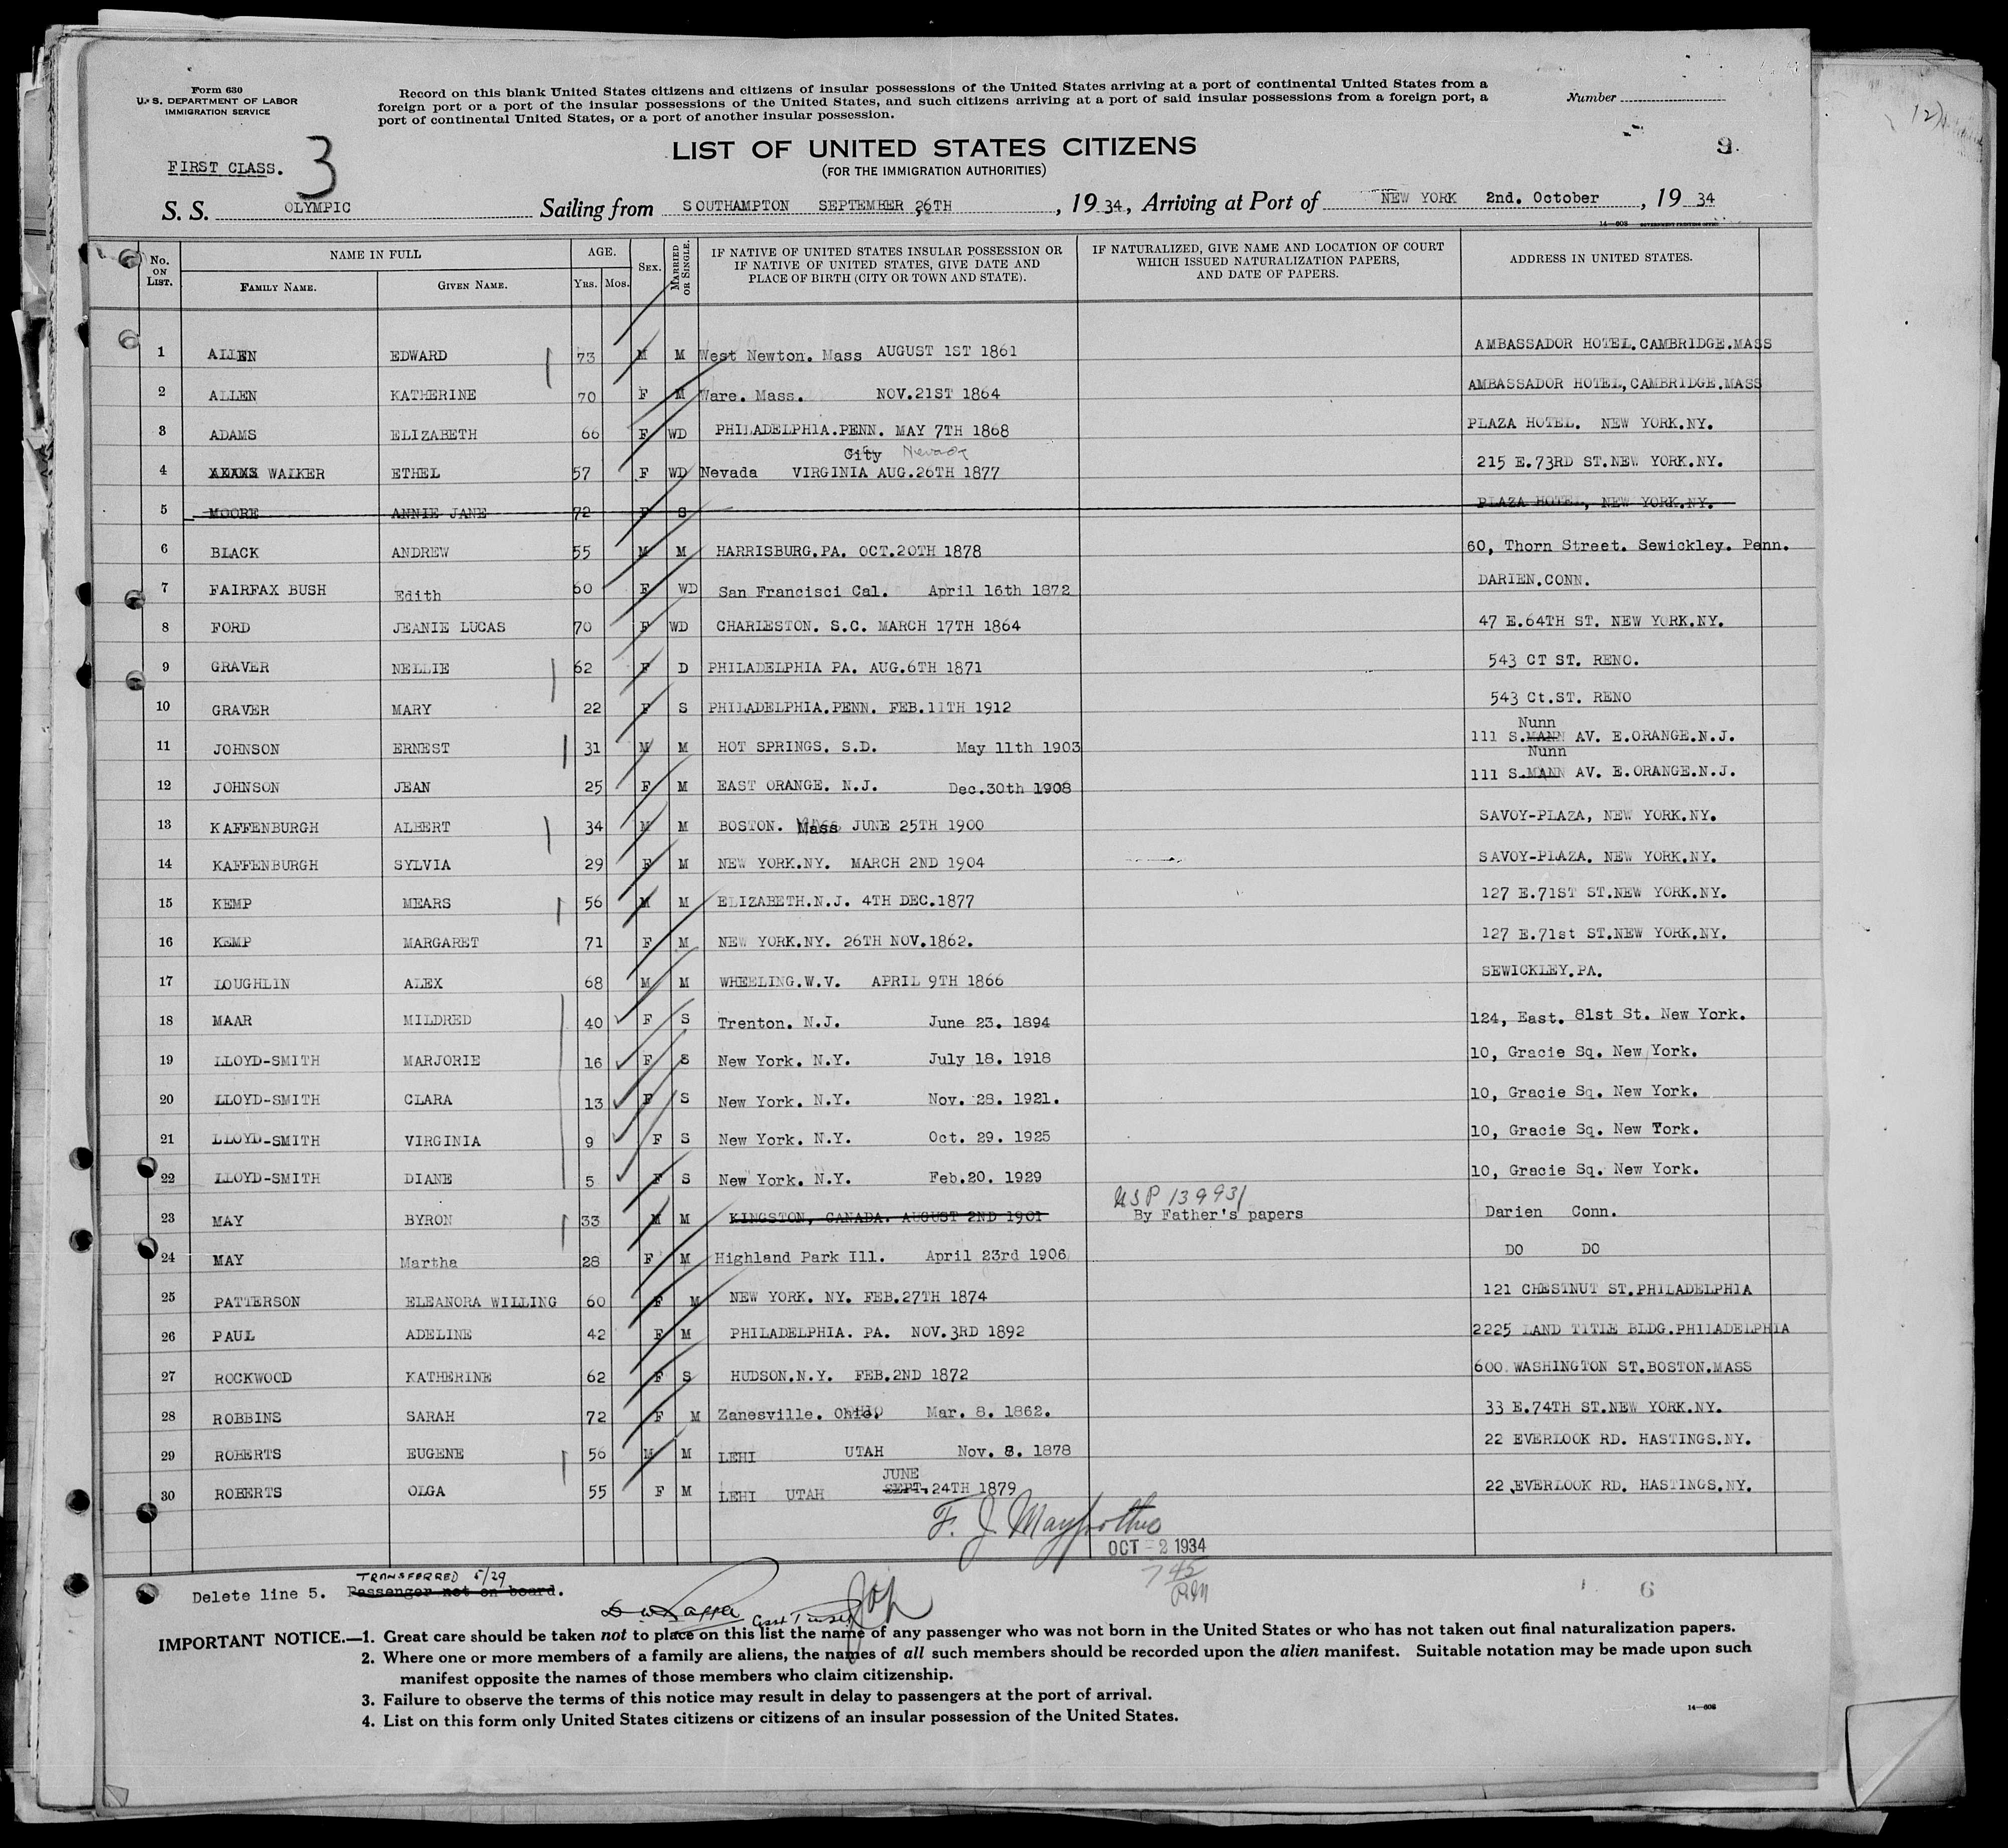 Form 630
U. S. DEPARTMENT OF LABOR
IMMIGRATION SERVICE
Record on this blank United States citizens and citizens of insular possessions of the United States arriving at a port of continental United States from a
foreign port or a port of the insular possessions of the United States, and such citizens arriving at a port of said insular possessions from a foreign port, a
port of continental United States, or a port of another insular possession.
Number
FIRST CLASS. 3
LIST OF UNITED STATES CITIZENS
(FOR THE IMMIGRATION AUTHORITIES)
9.
S. S. OLYMPIC Sailing from SOUTHAMPTON SEPTEMBER 26TH, 1934, Arriving at Port of NEW YORK 2nd. October, 1934
14—608 GOVERNMENT PRINTING OFFICE
No. ON LIST. NAME IN FULL FAMILY NAME. GIVEN NAME. AGE. YRS. MOS. SEX. MARRIED OR SINGLE. IF NATIVE OF UNITED STATES INSULAR POSSESSION OR IF NATIVE OF UNITED STATES, GIVE DATE AND PLACE OF BIRTH (CITY OR TOWN AND STATE). IF NATURALIZED, GIVE NAME AND LOCATION OF COURT WHICH ISSUED NATURALIZATION PAPERS, AND DATE OF PAPERS. ADDRESS IN UNITED STATES.
1 ALLEN EDWARD 73 M M West Newton. Mass AUGUST 1ST 1861 AMBASSADOR HOTEL.CAMBRIDGE.MASS
2 ALLEN KATHERINE 70 F M Ware. Mass. NOV.21ST 1864 AMBASSADOR HOTEL,CAMBRIDGE.MASS
3 ADAMS ELIZABETH 66 F WD PHILADELPHIA.PENN. MAY 7TH 1868 PLAZA HOTEL. NEW YORK.NY.
City Nevada
4 WALKER ETHEL 57 F WD Nevada VIRGINIA AUG.26TH 1877 215 E.73RD ST.NEW YORK.NY.
5 MOORE ANNIE JANE 72 F S PLAZA HOTEL, NEW YORK.NY.
6 BLACK ANDREW 55 M M HARRISBURG.PA. OCT.20TH 1878 60, Thorn Street. Sewickley. Penn.
7 FAIRFAX BUSH Edith 60 F WD San Francisci Cal. April 16th 1872 DARIEN.CONN.
8 FORD JEANIE LUCAS 70 F WD CHARLESTON. S.C. MARCH 17TH 1864 47 E.64TH ST. NEW YORK.NY.
9 GRAVER NELLIE 62 F D PHILADELPHIA PA. AUG.6TH 1871 543 CT ST. RENO.
10 GRAVER MARY 22 F S PHILADELPHIA.PENN. FEB.11TH 1912 543 Ct.ST. RENO
Nunn
11 JOHNSON ERNEST 31 M M HOT SPRINGS. S.D. May 11th 1903 111 S.MANN AV. E.ORANGE.N.J.
Nunn
12 JOHNSON JEAN 25 F M EAST ORANGE. N.J. Dec.30th 1908 111 S.MANN AV. E.ORANGE.N.J.
13 KAFFENBURGH ALBERT 34 M M BOSTON. Mass JUNE 25TH 1900 SAVOY-PLAZA, NEW YORK.NY.
14 KAFFENBURGH SYLVIA 29 F M NEW YORK.NY. MARCH 2ND 1904 SAVOY-PLAZA. NEW YORK.NY.
15 KEMP MEARS 56 M M ELIZABETH.N.J. 4TH DEC.1877 127 E.71ST ST.NEW YORK.NY.
16 KEMP MARGARET 71 F M NEW YORK.NY. 26TH NOV.1862. 127 E.71st ST.NEW YORK.NY.
17 LOUGHLIN ALEX 68 M M WHEELING.W.V. APRIL 9TH 1866 SEWICKLEY.PA.
18 MAAR MILDRED 40 F S Trenton. N.J. June 23. 1894 124, East. 81st St. New York.
19 LLOYD-SMITH MARJORIE 16 F S New York. N.Y. July 18. 1918 10, Gracie Sq. New York.
20 LLOYD-SMITH CLARA 13 F S New York. N.Y. Nov. 28. 1921. 10, Gracie Sq. New York.
21 LLOYD-SMITH VIRGINIA 9 F S New York. N.Y. Oct. 29. 1925 10, Gracie Sq. New York.
22 LLOYD-SMITH DIANE 5 F S New York. N.Y. Feb.20. 1929 10, Gracie Sq. New York.
USP 139931
23 MAY BYRON 33 M M KINGSTON, CANADA. AUGUST 2ND 1901 By Father's papers Darien Conn.
24 MAY Martha 28 F M Highland Park Ill. April 23rd 1906 DO DO
25 PATTERSON ELEANORA WILLING 60 F M NEW YORK. NY. FEB.27TH 1874 121 CHESTNUT ST.PHILADELPHIA
26 PAUL ADELINE 42 F M PHILADELPHIA. PA. NOV.3RD 1892 2225 LAND TITLE BLDG.PHILADELPHIA
27 ROCKWOOD KATHERINE 62 F S HUDSON.N.Y. FEB.2ND 1872 600 WASHINGTON ST.BOSTON.MASS
28 ROBBINS SARAH 72 F M Zanesville. Ohio. Mar. 8. 1862. 33 E.74TH ST.NEW YORK.NY.
29 ROBERTS EUGENE 56 M M LEHI UTAH Nov. 8. 1878 22 EVERLOOK RD. HASTINGS.NY.
JUNE
30 ROBERTS OLGA 55 F M LEHI UTAH SEPT.24TH 1879 22 EVERLOOK RD. HASTINGS.NY.
F. J.
OCT - 2 1934
TRANSFERRED 5/29
Delete line 5. Passenger not on board.
6
IMPORTANT NOTICE.—1. Great care should be taken not to place on this list the name of any passenger who was not born in the United States or who has not taken out final naturalization papers.
2. Where one or more members of a family are aliens, the names of all such members should be recorded upon the alien manifest. Suitable notation may be made upon such
manifest opposite the names of those members who claim citizenship.
3. Failure to observe the terms of this notice may result in delay to passengers at the port of arrival.
4. List on this form only United States citizens or citizens of an insular possession of the United States.
14—608